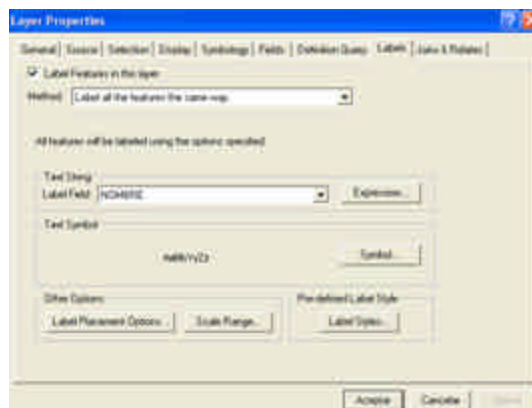 Layer Properties
General Source Selection Display Symbology Fields Definition Query Labels Joins & Relates
Label Features in this layer
Method: Label all the features the same way.
All features will be labeled using the options specified.
Text String
Label Field: NOMBRE Expression...
Text Symbol
AaBbYyZz Symbol...
Other Options Pre-defined Label Style
Label Placement Options... Scale Range... Label Styles...
Aceptar Cancelar